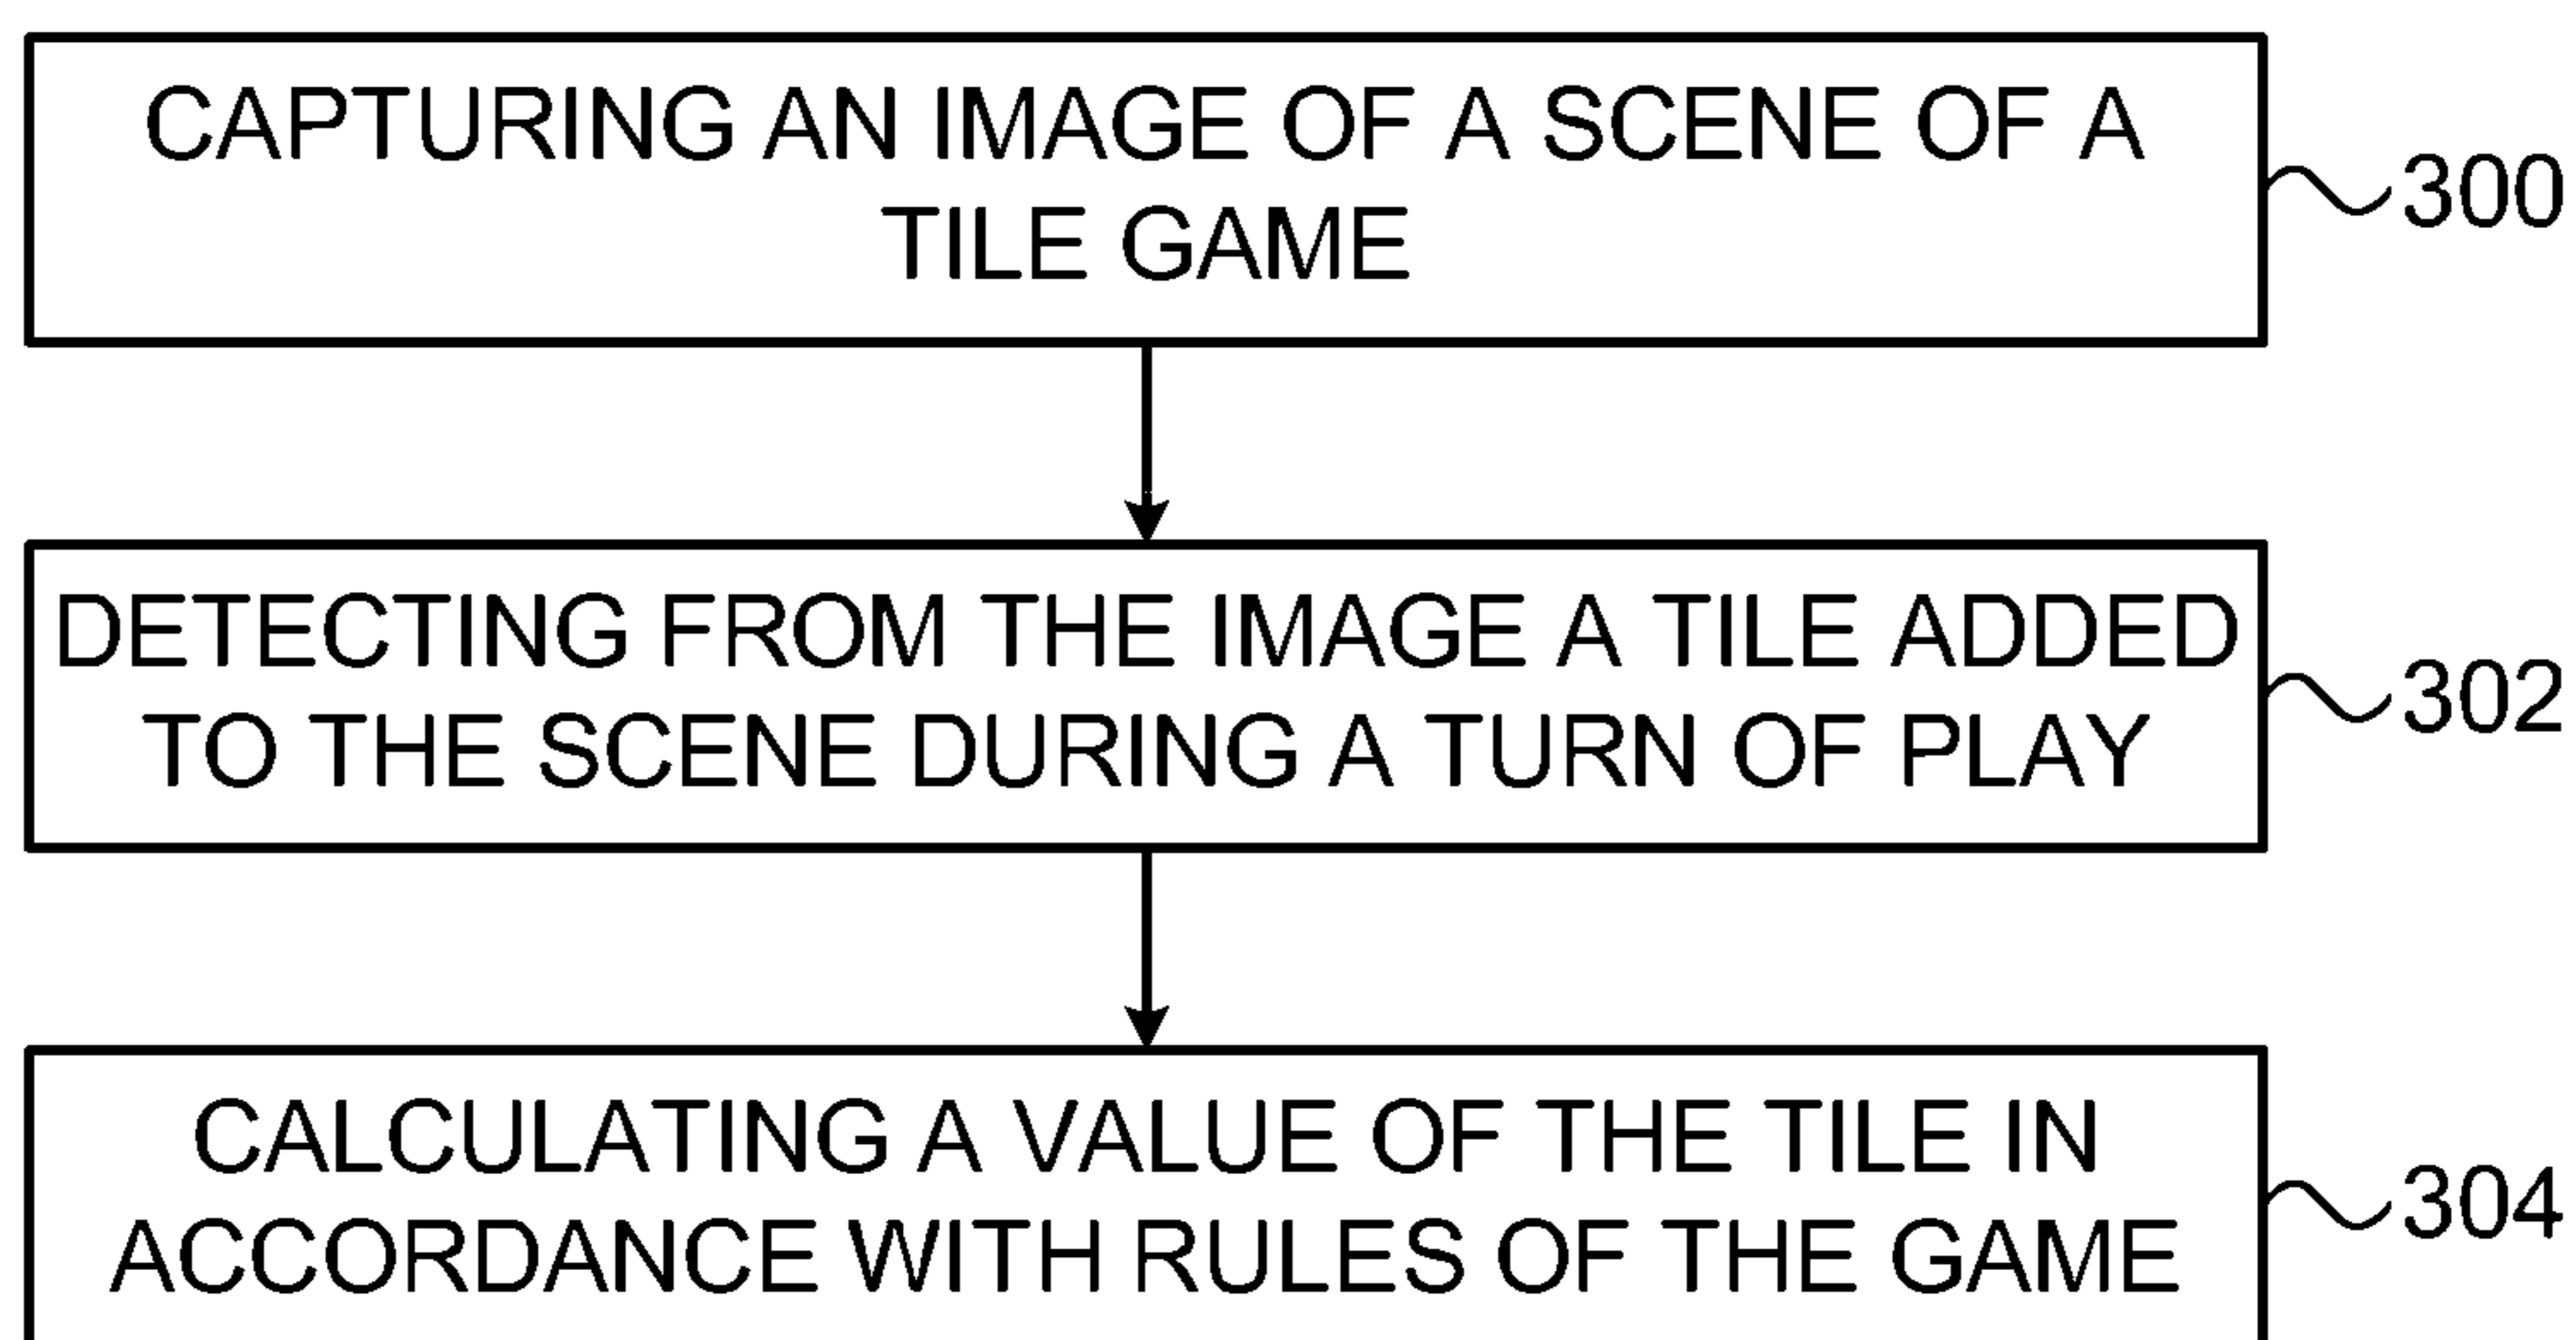 CAPTURING AN IMAGE OF A SCENE OF A
TILE GAME
300
DETECTING FROM THE IMAGE A TILE ADDED
TO THE SCENE DURING A TURN OF PLAY
302
CALCULATING A VALUE OF THE TILE IN
ACCORDANCE WITH RULES OF THE GAME
304